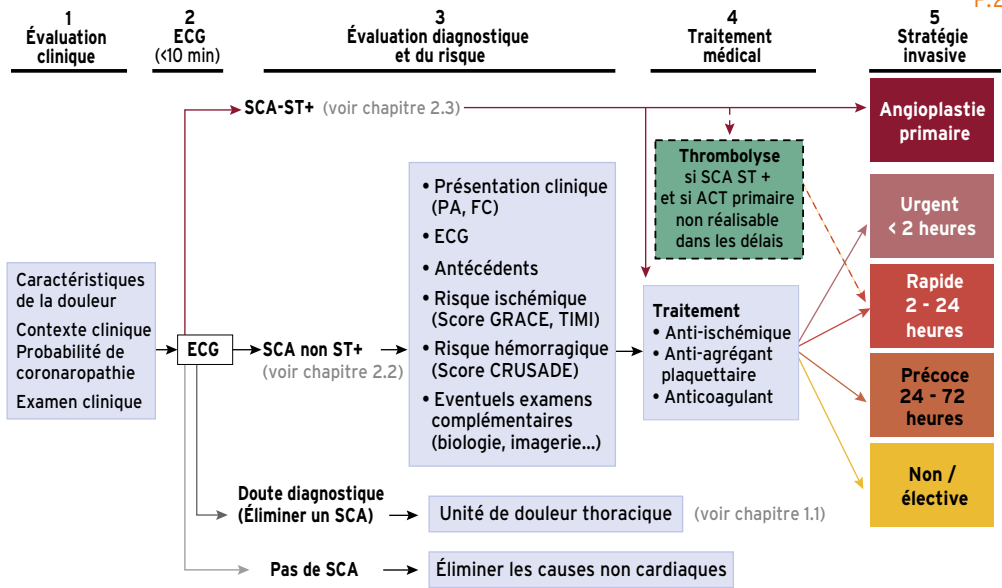 P.2
1
Évaluation
clinique
2
ECG
(<10 min)
3
Évaluation diagnostique
et du risque
4
Traitement
médical
5
Stratégie
invasive
SCA-ST+ (voir chapitre 2.3)
Angioplastie
primaire
Thrombolyse
si SCA ST +
et si ACT primaire
non réalisable
dans les délais
Urgent
< 2 heures
Rapide
2 - 24
heures
Précoce
24 - 72
heures
Non /
élective
Caractéristiques
de la douleur
Contexte clinique
Probabilité de
coronaropathie
Examen clinique
ECG
SCA non ST+
(voir chapitre 2.2)
• Présentation clinique
(PA, FC)
• ECG
• Antécédents
• Risque ischémique
(Score GRACE, TIMI)
• Risque hémorragique
(Score CRUSADE)
• Eventuels examens
complémentaires
(biologie, imagerie...)
Traitement
• Anti-ischémique
• Anti-agrégant
plaquettaire
• Anticoagulant
Doute diagnostique
(Éliminer un SCA)
Unité de douleur thoracique
(voir chapitre 1.1)
Pas de SCA
Éliminer les causes non cardiaques